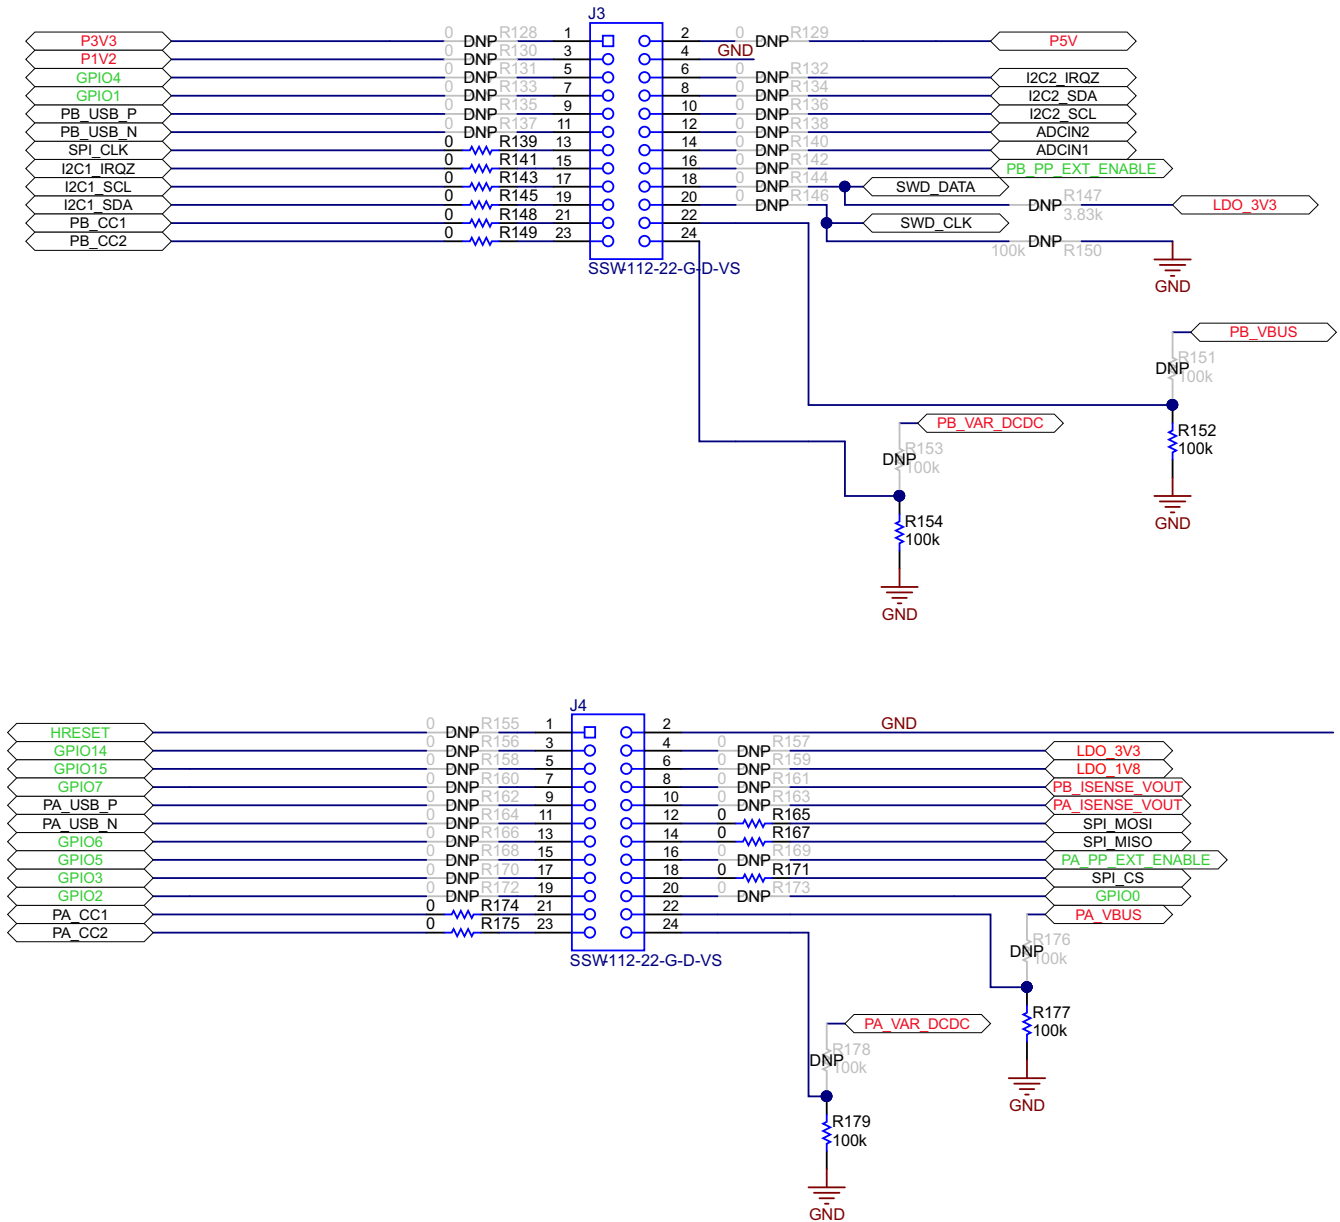 J3
P3V3 0 DNP R128 1 2 0 DNP R129 P5V
P1V2 0 DNP R130 3 4 GND
GPIO4 0 DNP R131 5 6 0 DNP R132 I2C2_IRQZ
GPIO1 0 DNP R133 7 8 0 DNP R134 I2C2_SDA
PB_USB_P 0 DNP R135 9 10 0 DNP R136 I2C2_SCL
PB_USB_N 0 DNP R137 11 12 0 DNP R138 ADCIN2
SPI_CLK 0 R139 13 14 0 DNP R140 ADCIN1
I2C1_IRQZ 0 R141 15 16 0 DNP R142 PB_PP_EXT_ENABLE
I2C1_SCL 0 R143 17 18 0 DNP R144 SWD_DATA
I2C1_SDA 0 R145 19 20 0 DNP R146 DNP R147 3.83k LDO_3V3
PB_CC1 0 R148 21 22 SWD_CLK
PB_CC2 0 R149 23 24 100k DNP R150
SSW-112-22-G-D-VS
GND
PB_VBUS
DNP R151
100k
PB_VAR_DCDC
R152
100k
DNP R153
100k
GND
R154
100k
GND
J4
HRESET 0 DNP R155 1 2 GND
GPIO14 0 DNP R156 3 4 0 DNP R157 LDO_3V3
GPIO15 0 DNP R158 5 6 0 DNP R159 LDO_1V8
GPIO7 0 DNP R160 7 8 0 DNP R161 PB_ISENSE_VOUT
PA_USB_P 0 DNP R162 9 10 0 DNP R163 PA_ISENSE_VOUT
PA_USB_N 0 DNP R164 11 12 0 R165 SPI_MOSI
GPIO6 0 DNP R166 13 14 0 R167 SPI_MISO
GPIO5 0 DNP R168 15 16 0 DNP R169 PA_PP_EXT_ENABLE
GPIO3 0 DNP R170 17 18 0 R171 SPI_CS
GPIO2 0 DNP R172 19 20 0 DNP R173 GPIO0
PA_CC1 0 R174 21 22 PA_VBUS
PA_CC2 0 R175 23 24
SSW-112-22-G-D-VS
DNP R176
100k
R177
100k
PA_VAR_DCDC
DNP R178
100k
GND
R179
100k
GND